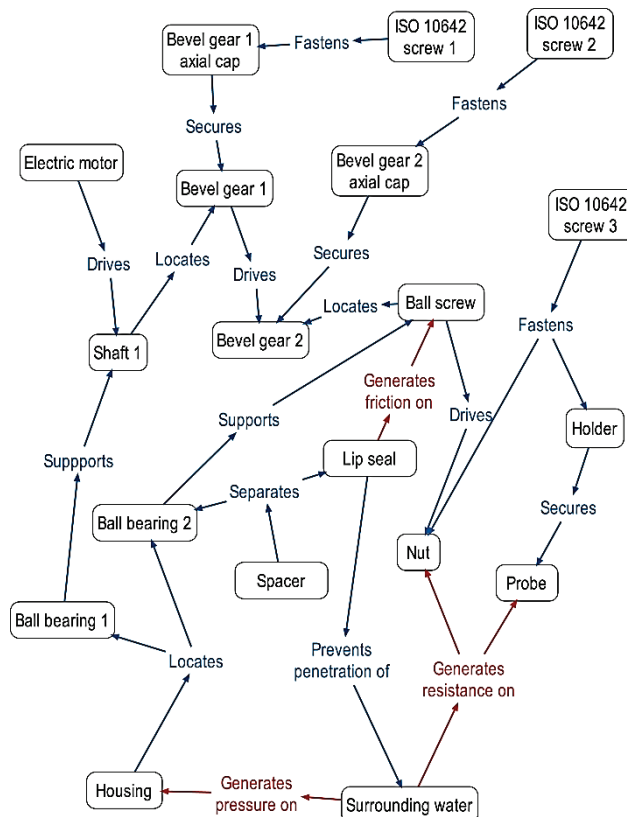 Bevel gear 1
axial cap
Fastens
ISO 10642
screw 1
ISO 10642
screw 2
Fastens
Secures
Electric motor
Bevel gear 1
Bevel gear 2
axial cap
ISO 10642
screw 3
Drives
Locates
Drives
Secures
Locates
Ball screw
Shaft 1
Bevel gear 2
Fastens
Generates
friction on
Supports
Drives
Holder
Suppports
Lip seal
Separates
Ball bearing 2
Secures
Nut
Spacer
Probe
Ball bearing 1
Locates
Prevents
penetration of
Generates
resistance on
Housing
Generates
pressure on
Surrounding water